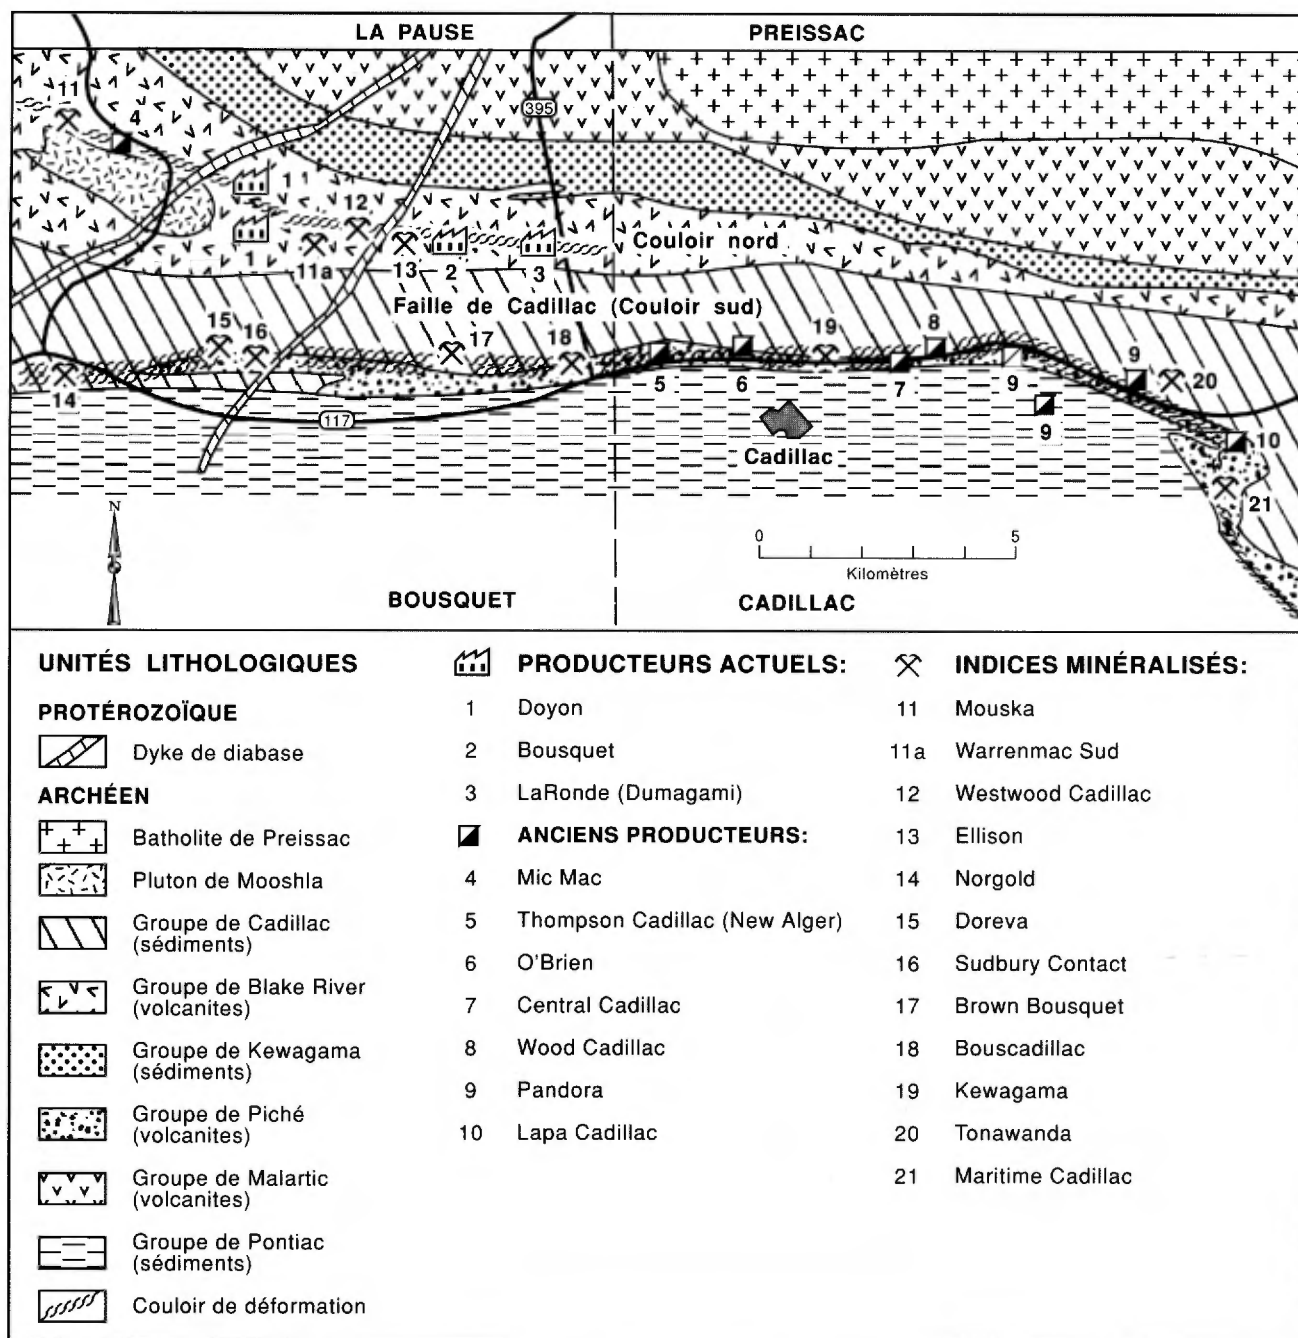 LA PAUSE
PREISSAC
11
4
395
11
12
1
11a
13
2
3
Couloir nord
Faille de Cadillac (Couloir sud)
15
16
17
18
19
8
9
20
14
5
6
7
9
9
10
117
Cadillac
21
N
0 5
Kilomètres
BOUSQUET
CADILLAC
UNITÉS LITHOLOGIQUES
PROTÉROZOÏQUE
Dyke de diabase
ARCHÉEN
Batholite de Preissac
Pluton de Mooshla
Groupe de Cadillac
(sédiments)
Groupe de Blake River
(volcanites)
Groupe de Kewagama
(sédiments)
Groupe de Piché
(volcanites)
Groupe de Malartic
(volcanites)
Groupe de Pontiac
(sédiments)
Couloir de déformation
PRODUCTEURS ACTUELS:
1 Doyon
2 Bousquet
3 LaRonde (Dumagami)
ANCIENS PRODUCTEURS:
4 Mic Mac
5 Thompson Cadillac (New Alger)
6 O'Brien
7 Central Cadillac
8 Wood Cadillac
9 Pandora
10 Lapa Cadillac
INDICES MINÉRALISÉS:
11 Mouska
11a Warrenmac Sud
12 Westwood Cadillac
13 Ellison
14 Norgold
15 Doreva
16 Sudbury Contact
17 Brown Bousquet
18 Bouscadillac
19 Kewagama
20 Tonawanda
21 Maritime Cadillac